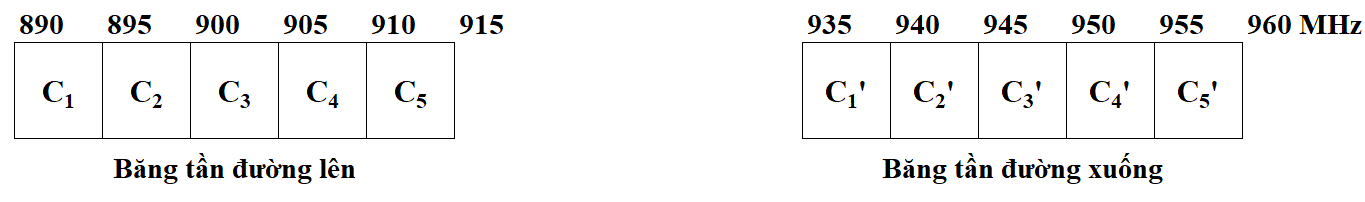 890 895 900 905 910 915 935 940 945 950 955 960 MHz
C₁ C₂ C₃ C₄ C₅ C₁' C₂' C₃' C₄' C₅'
Băng tần đường lên Băng tần đường xuống